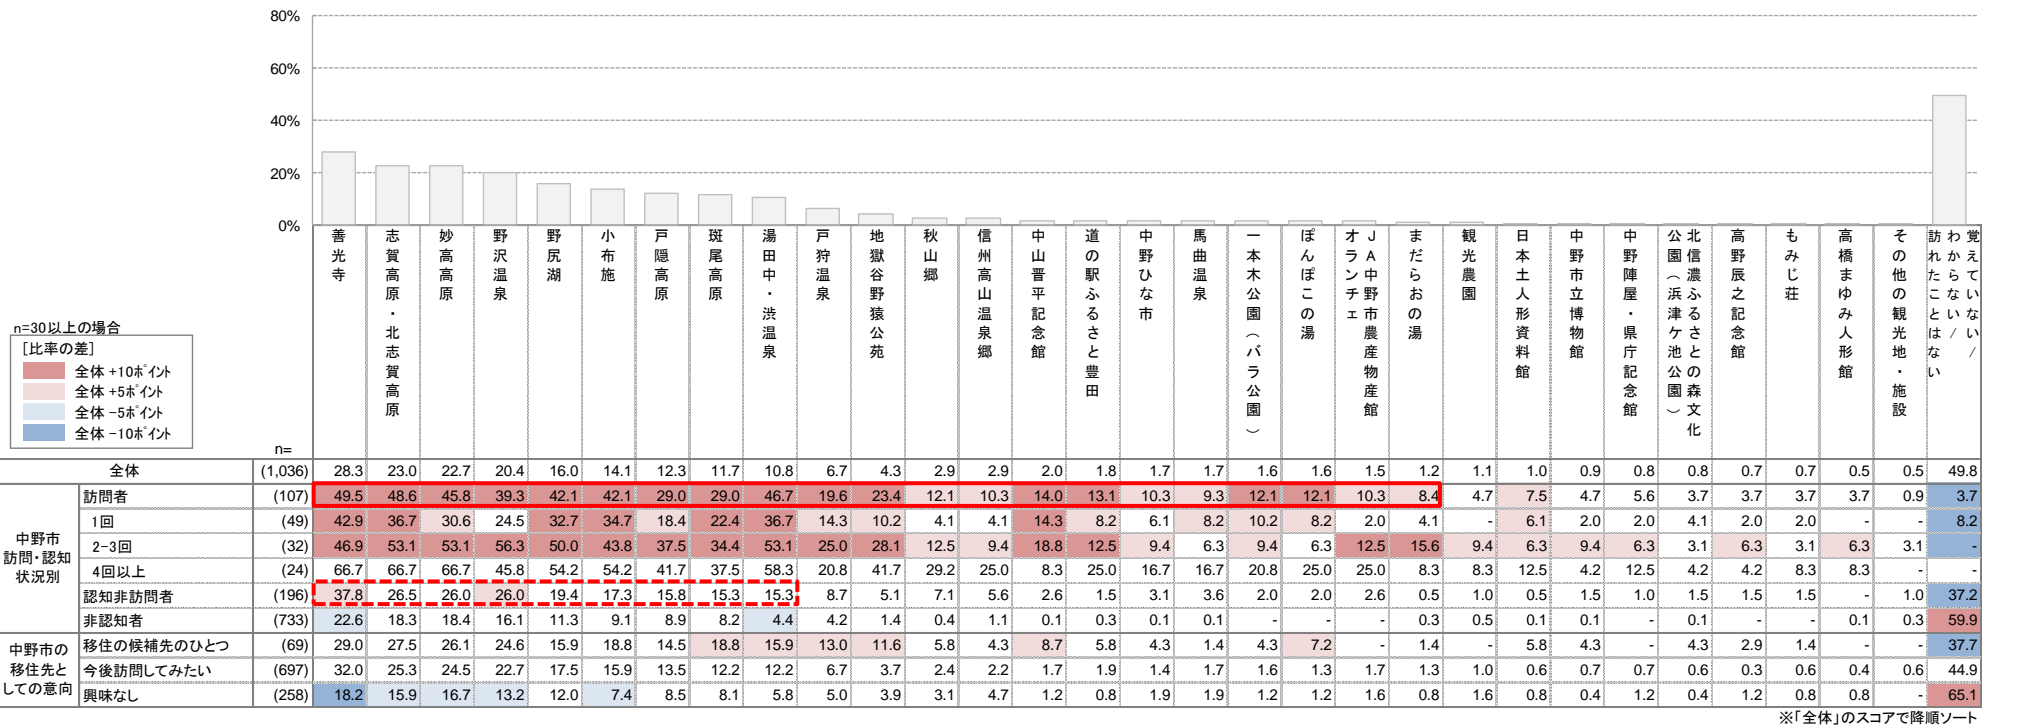 80%
60%
40%
20%
0%
善光寺
志賀高原・北志賀高原
妙高高原
野沢温泉
野尻湖
小布施
戸隠高原
斑尾高原
湯田中・渋温泉
戸狩温泉
地獄谷野猿公苑
秋山郷
信州高山温泉郷
中山晋平記念館
道の駅ふるさと豊田
中野ひな市
馬曲温泉
一本木公園(バラ公園)
ぽんぽこの湯
JA中野市農産物産館
オランチェ
まだらおの湯
観光農園
日本土人形資料館
中野市立博物館
中野陣屋・県庁記念館
北信濃ふるさとの森文化
公園(浜津ケ池公園)
高野辰之記念館
もみじ荘
高橋まゆみ人形館
その他の観光地・施設
覚えていない/
わからない/
訪れたことはない
n=30以上の場合
[比率の差]
全体 +10ポイント
全体 +5ポイント
全体 -5ポイント
全体 -10ポイント
n=
全体 (1,036) 28.3 23.0 22.7 20.4 16.0 14.1 12.3 11.7 10.8 6.7 4.3 2.9 2.9 2.0 1.8 1.7 1.7 1.6 1.6 1.5 1.2 1.1 1.0 0.9 0.8 0.8 0.7 0.7 0.5 0.5 49.8
中野市
訪問・認知
状況別
訪問者 (107) 49.5 48.6 45.8 39.3 42.1 42.1 29.0 29.0 46.7 19.6 23.4 12.1 10.3 14.0 13.1 10.3 9.3 12.1 12.1 10.3 8.4 4.7 7.5 4.7 5.6 3.7 3.7 3.7 3.7 0.9 3.7
1回 (49) 42.9 36.7 30.6 24.5 32.7 34.7 18.4 22.4 36.7 14.3 10.2 4.1 4.1 14.3 8.2 6.1 8.2 10.2 8.2 2.0 4.1 - 6.1 2.0 2.0 4.1 2.0 2.0 - - 8.2
2-3回 (32) 46.9 53.1 53.1 56.3 50.0 43.8 37.5 34.4 53.1 25.0 28.1 12.5 9.4 18.8 12.5 9.4 6.3 9.4 6.3 12.5 15.6 9.4 6.3 9.4 6.3 3.1 6.3 3.1 6.3 3.1 -
4回以上 (24) 66.7 66.7 66.7 45.8 54.2 54.2 41.7 37.5 58.3 20.8 41.7 29.2 25.0 8.3 25.0 16.7 16.7 20.8 25.0 25.0 8.3 8.3 12.5 4.2 12.5 4.2 4.2 8.3 8.3 - -
認知非訪問者 (196) 37.8 26.5 26.0 26.0 19.4 17.3 15.8 15.3 15.3 8.7 5.1 7.1 5.6 2.6 1.5 3.1 3.6 2.0 2.0 2.6 0.5 1.0 0.5 1.5 1.0 1.5 1.5 1.5 - 1.0 37.2
非認知者 (733) 22.6 18.3 18.4 16.1 11.3 9.1 8.9 8.2 4.4 4.2 1.4 0.4 1.1 0.1 0.3 0.1 0.1 - - - 0.3 0.5 0.1 0.1 - 0.1 - - 0.1 0.3 59.9
中野市の
移住先と
しての意向
移住の候補先のひとつ (69) 29.0 27.5 26.1 24.6 15.9 18.8 14.5 18.8 15.9 13.0 11.6 5.8 4.3 8.7 5.8 4.3 1.4 4.3 7.2 - 1.4 - 5.8 4.3 - 4.3 2.9 1.4 - - 37.7
今後訪問してみたい (697) 32.0 25.3 24.5 22.7 17.5 15.9 13.5 12.2 12.2 6.7 3.7 2.4 2.2 1.7 1.9 1.4 1.7 1.6 1.3 1.7 1.3 1.0 0.6 0.7 0.7 0.6 0.3 0.6 0.4 0.6 44.9
興味なし (258) 18.2 15.9 16.7 13.2 12.0 7.4 8.5 8.1 5.8 5.0 3.9 3.1 4.7 1.2 0.8 1.9 1.9 1.2 1.2 1.6 0.8 1.6 0.8 0.4 1.2 0.4 1.2 0.8 0.8 - 65.1
※「全体」のスコアで降順ソート